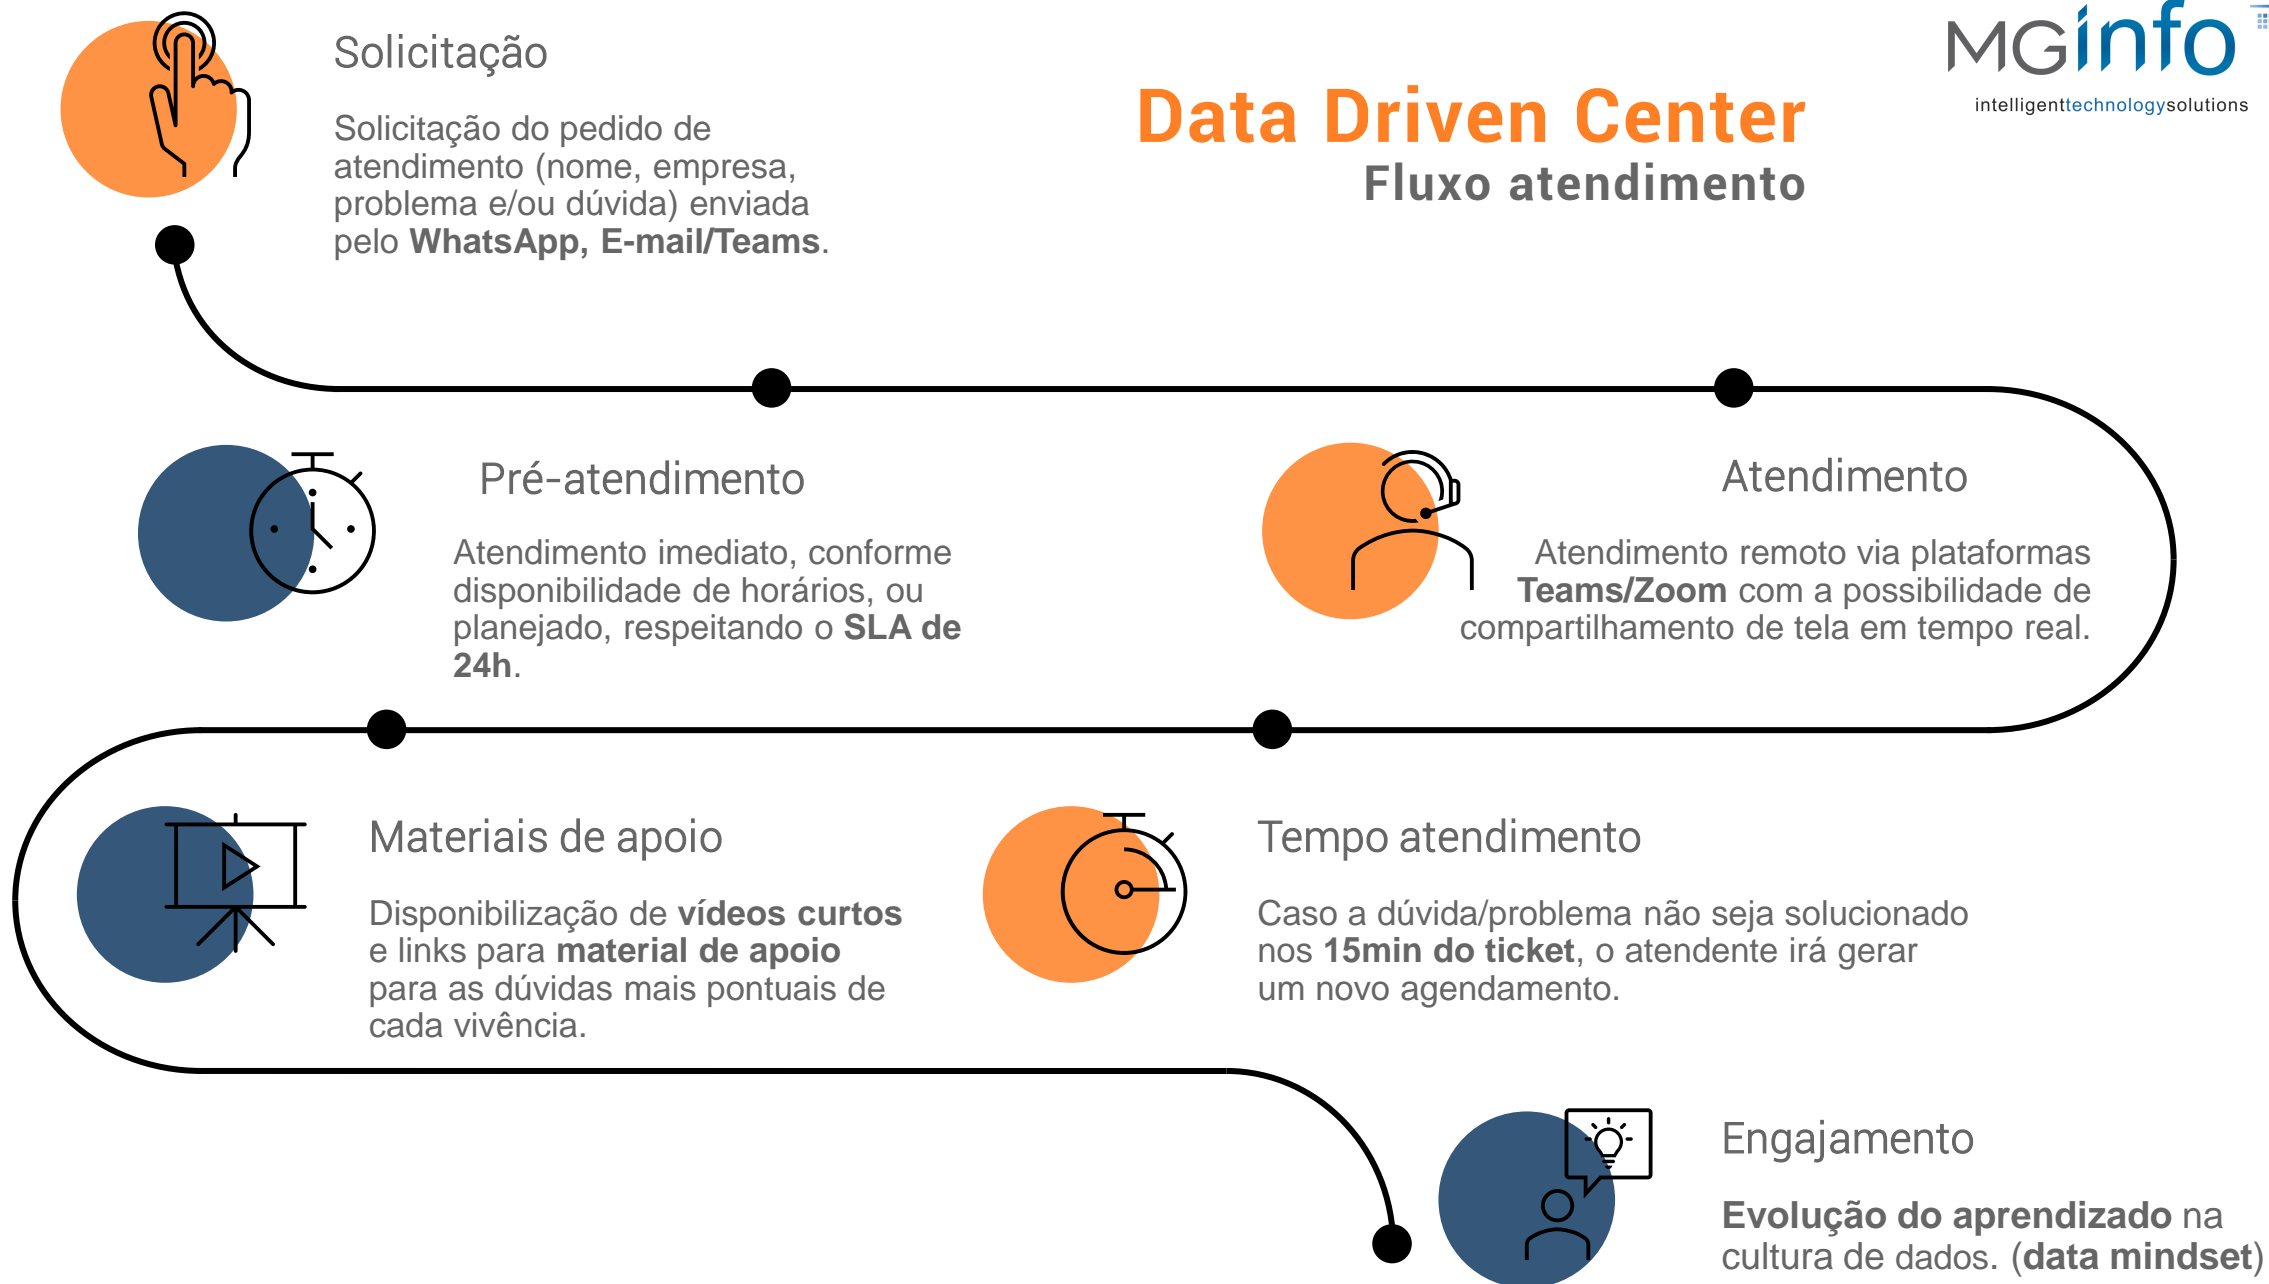 Solicitação
Solicitação do pedido de
atendimento (nome, empresa,
problema e/ou dúvida) enviada
pelo WhatsApp, E-mail/Teams.
MGinfo
intelligenttechnologysolutions
Data Driven Center
Fluxo atendimento
Pré-atendimento
Atendimento imediato, conforme
disponibilidade de horários, ou
planejado, respeitando o SLA de
24h.
Atendimento
Atendimento remoto via plataformas
Teams/Zoom com a possibilidade de
compartilhamento de tela em tempo real.
Materiais de apoio
Disponibilização de vídeos curtos
e links para material de apoio
para as dúvidas mais pontuais de
cada vivência.
Tempo atendimento
Caso a dúvida/problema não seja solucionado
nos 15min do ticket, o atendente irá gerar
um novo agendamento.
Engajamento
Evolução do aprendizado na
cultura de dados. (data mindset)